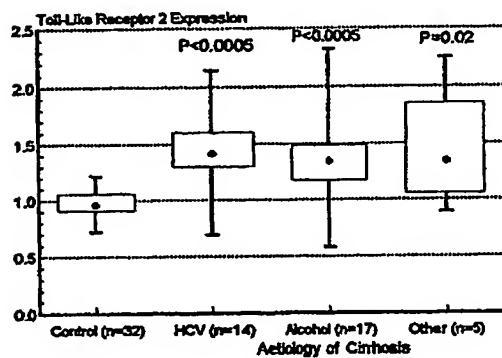 Toll-Like Receptor 2 Expression
2.5
P<0.0005 P<0.0005 P=0.02
2.0
1.5
1.0
0.5
0.0
Control (n=32) HCV (n=14) Alcohol (n=17) Other (n=5)
Aetiology of Cirrhosis